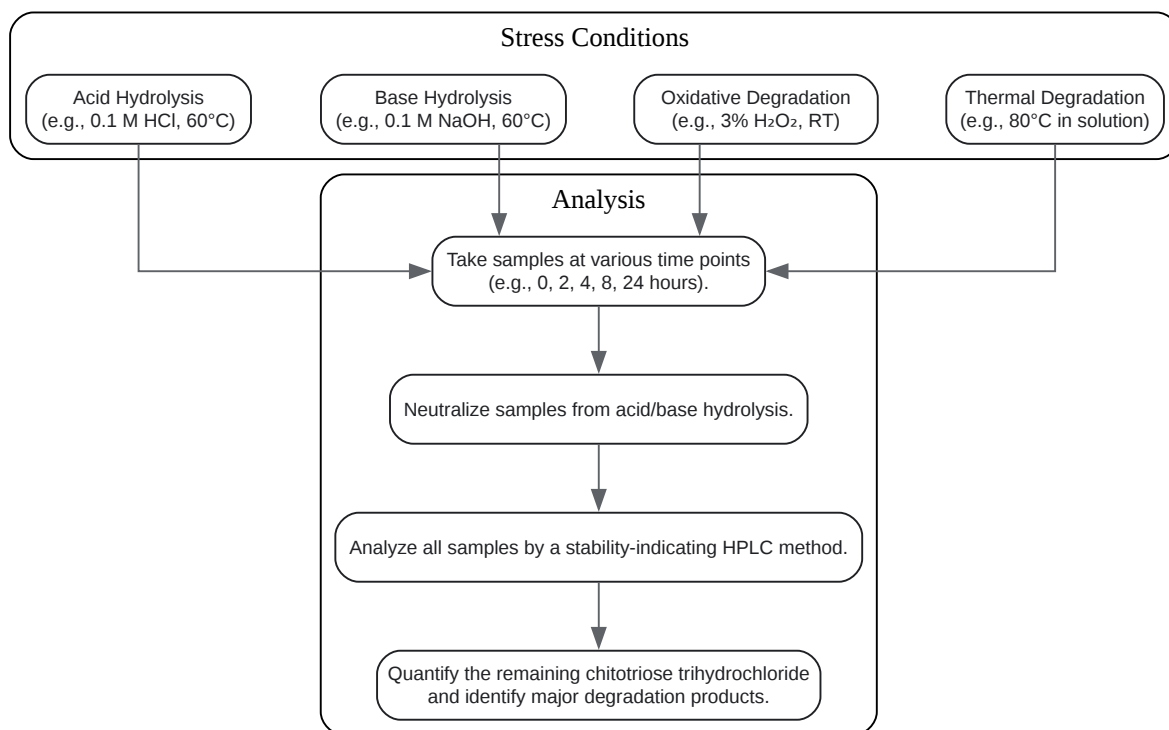 Stress Conditions
Acid Hydrolysis
(e.g., 0.1 M HCl, 60°C)
Base Hydrolysis
(e.g., 0.1 M NaOH, 60°C)
Oxidative Degradation
(e.g., 3% H₂O₂, RT)
Thermal Degradation
(e.g., 80°C in solution)
Analysis
Take samples at various time points
(e.g., 0, 2, 4, 8, 24 hours).
Neutralize samples from acid/base hydrolysis.
Analyze all samples by a stability-indicating HPLC method.
Quantify the remaining chitotriose trihydrochloride
and identify major degradation products.